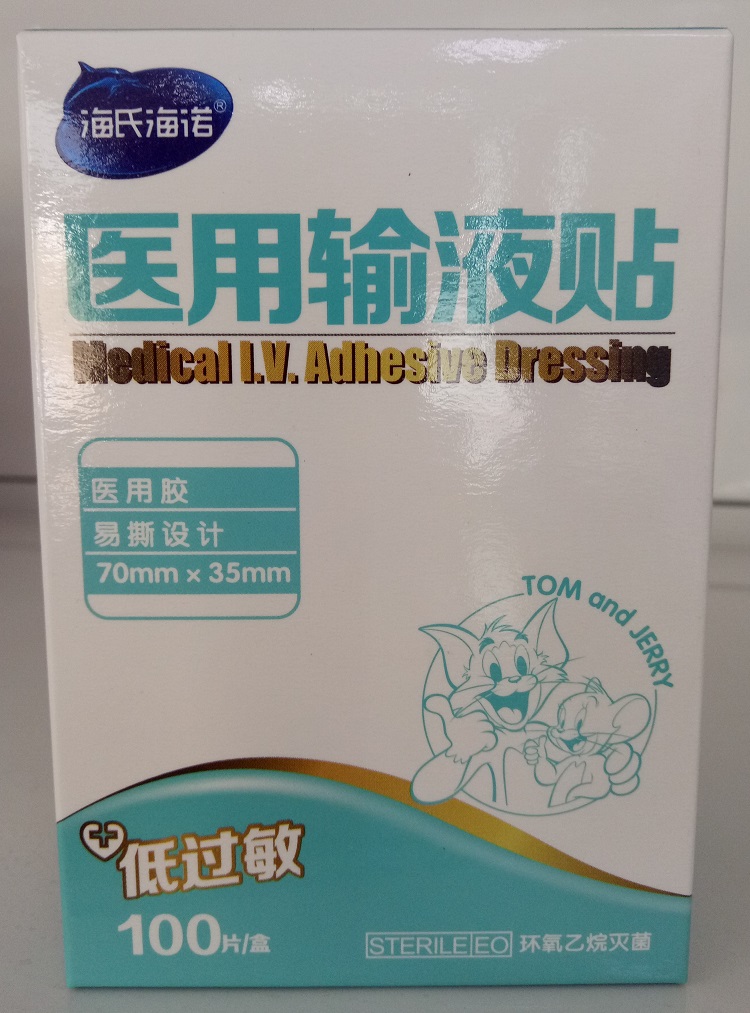 海氏海诺®
医用输液贴
Medical I.V. Adhesive Dressing
医用胶
易撕设计
70mm x 35mm
TOM and JERRY
低过敏
100片/盒
STERILE EO 环氧乙烷灭菌